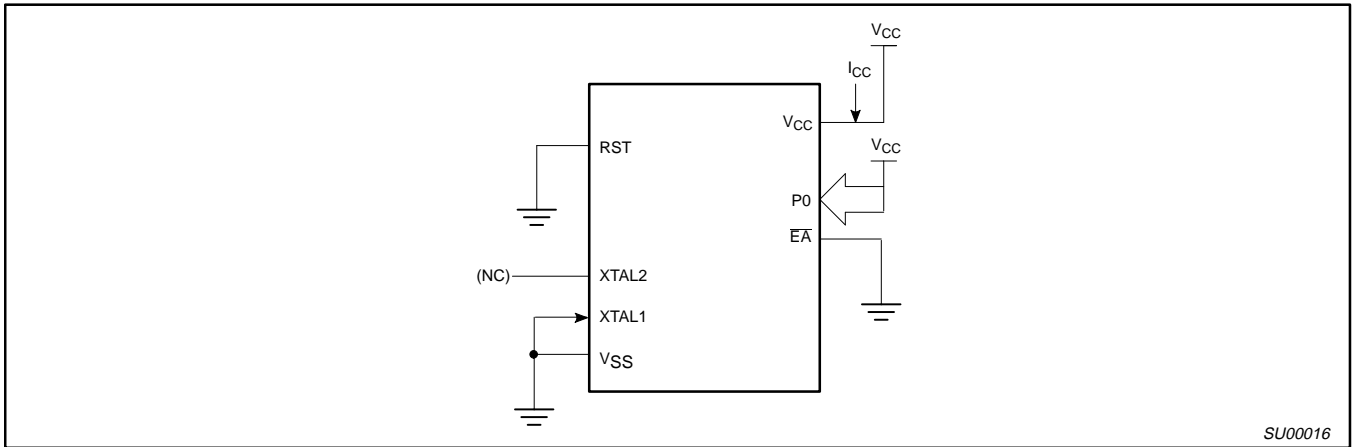 VCC
ICC
VCC
RST
VCC
P0
EA
(NC)
XTAL2
XTAL1
VSS
SU00016